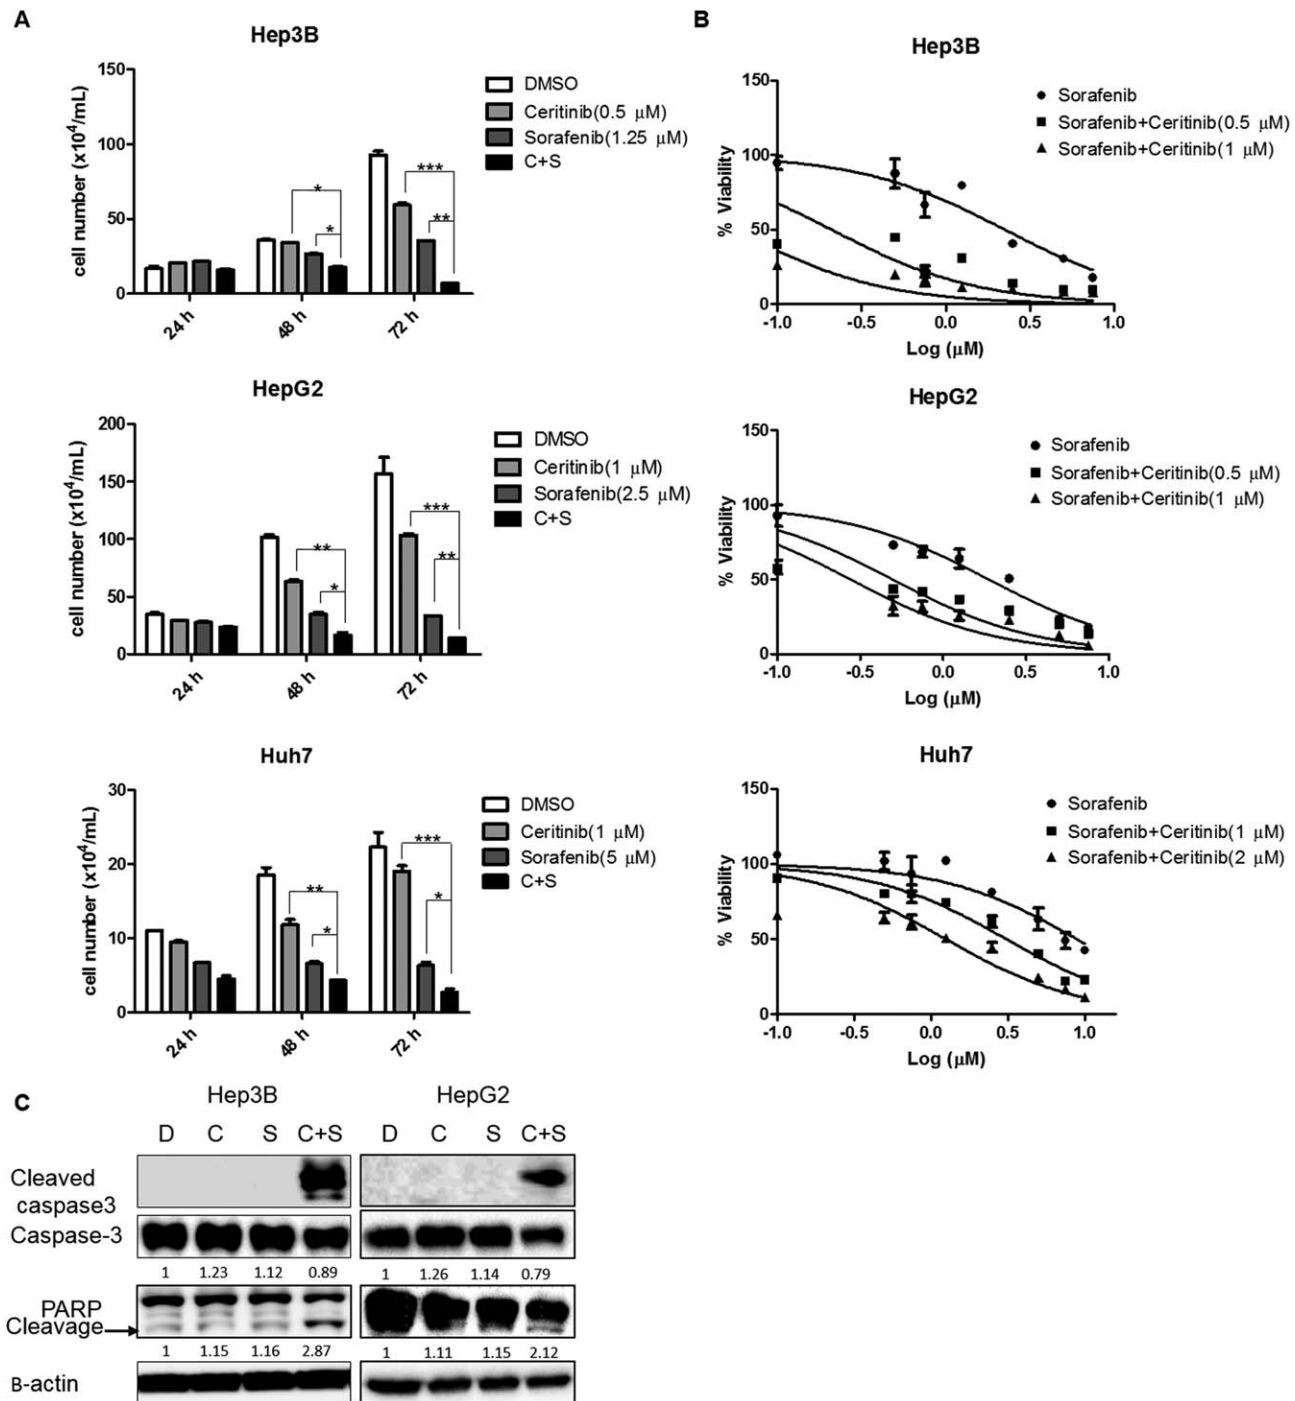 A
Hep3B
cell number (x10⁴/mL)
150
100
50
0
24 h
48 h
72 h
*
*
***
**
DMSO
Ceritinib(0.5 µM)
Sorafenib(1.25 µM)
C+S
HepG2
cell number (x10⁴/mL)
200
150
100
50
0
24 h
48 h
72 h
**
*
***
**
DMSO
Ceritinib(1 µM)
Sorafenib(2.5 µM)
C+S
Huh7
cell number (x10⁴/mL)
30
20
10
0
24 h
48 h
72 h
**
*
***
*
DMSO
Ceritinib(1 µM)
Sorafenib(5 µM)
C+S
B
Hep3B
% Viability
150
100
50
0
-1.0 -0.5 0.0 0.5 1.0
Log (µM)
Sorafenib
Sorafenib+Ceritinib(0.5 µM)
Sorafenib+Ceritinib(1 µM)
HepG2
% Viability
150
100
50
0
-1.0 -0.5 0.0 0.5 1.0
Log (µM)
Sorafenib
Sorafenib+Ceritinib(0.5 µM)
Sorafenib+Ceritinib(1 µM)
Huh7
% Viability
150
100
50
0
-1.0 -0.5 0.0 0.5 1.0
Log (µM)
Sorafenib
Sorafenib+Ceritinib(1 µM)
Sorafenib+Ceritinib(2 µM)
C
Hep3B HepG2
D C S C+S D C S C+S
Cleaved
caspase3
Caspase-3
1 1.23 1.12 0.89 1 1.26 1.14 0.79
PARP
Cleavage
1 1.15 1.16 2.87 1 1.11 1.15 2.12
B-actin